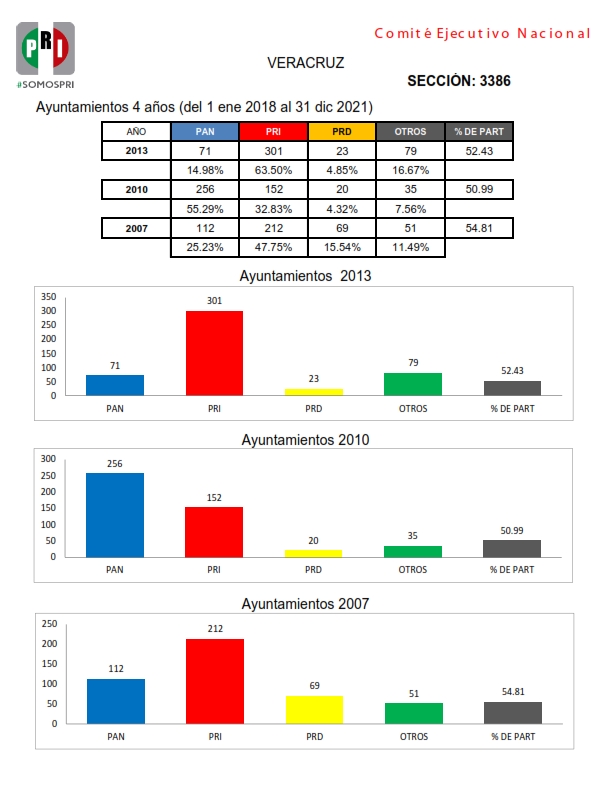 Comité Ejecutivo Nacional
PRI
#SOMOSPRI
VERACRUZ
SECCIÓN: 3386
Ayuntamientos 4 años (del 1 ene 2018 al 31 dic 2021)
AÑO PAN PRI PRD OTROS % DE PART
2013 71 301 23 79 52.43
14.98% 63.50% 4.85% 16.67%
2010 256 152 20 35 50.99
55.29% 32.83% 4.32% 7.56%
2007 112 212 69 51 54.81
25.23% 47.75% 15.54% 11.49%
Ayuntamientos 2013
350
300
250
200
150
100
50
0
71 301 23 79 52.43
PAN PRI PRD OTROS % DE PART
Ayuntamientos 2010
300
250
200
150
100
50
0
256 152 20 35 50.99
PAN PRI PRD OTROS % DE PART
Ayuntamientos 2007
250
200
150
100
50
0
112 212 69 51 54.81
PAN PRI PRD OTROS % DE PART